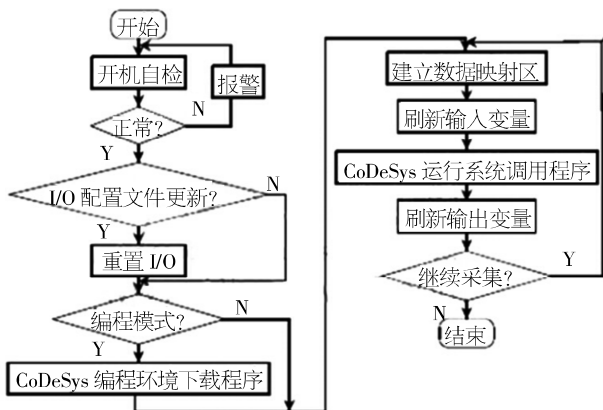 开始
开机自检
报警
N
正常?
Y
I/O 配置文件更新?
N
Y
重置 I/O
编程模式?
N
Y
CoDeSys 编程环境下载程序
建立数据映射区
刷新输入变量
CoDeSys 运行系统调用程序
刷新输出变量
继续采集?
Y
N
结束